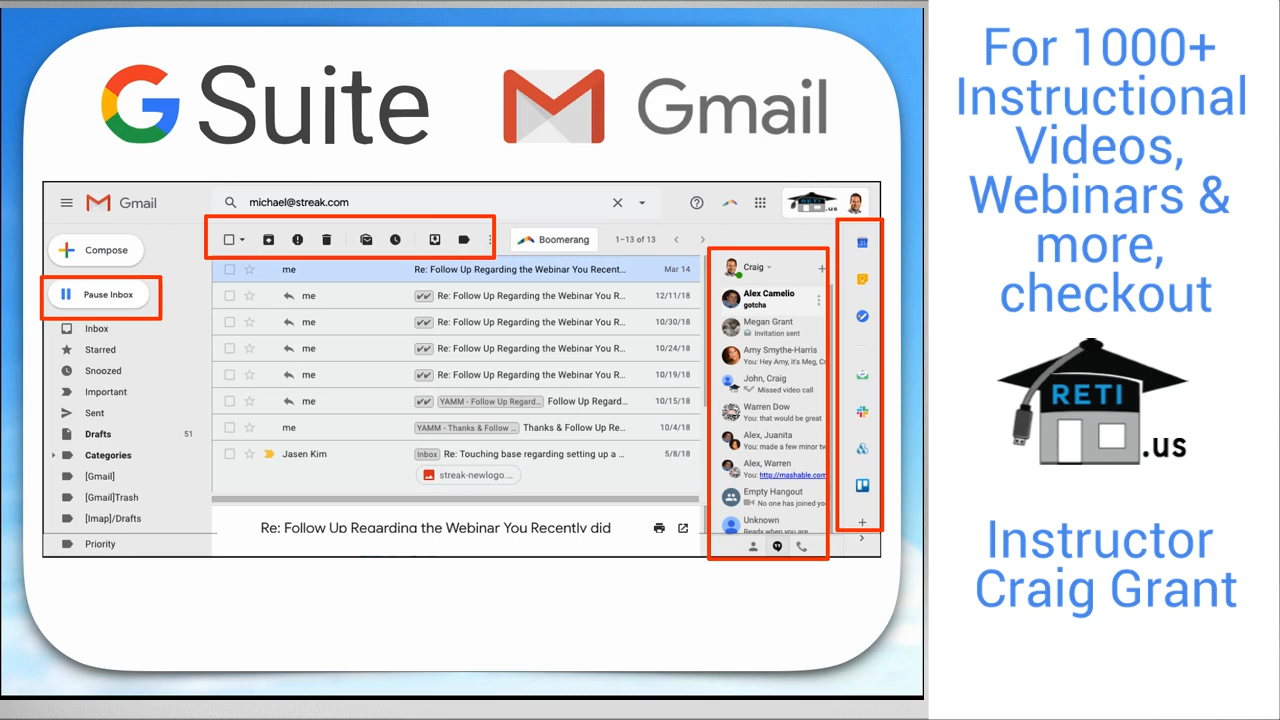 G Suite
Gmail
Gmail
michael@streak.com
.us
Compose
Boomerang
1–13 of 13
Pause Inbox
me
Re: Follow Up Regarding the Webinar You Recent...
Mar 14
me
Re: Follow Up Regarding the Webinar You R...
12/11/18
me
Re: Follow Up Regarding the Webinar You R...
10/30/18
me
Re: Follow Up Regarding the Webinar You R...
10/24/18
me
Re: Follow Up Regarding the Webinar You R...
10/19/18
me
YAMM - Follow Up Regard...
Follow Up Regard...
10/15/18
me
YAMM - Thanks & Follow ...
Thanks & Follow Up Re...
10/4/18
Jasen Kim
Inbox
Re: Touching base regarding setting up a ...
5/8/18
streak-newlogo....
Re: Follow Up Regarding the Webinar You Recently did
Inbox
Starred
Snoozed
Important
Sent
Drafts
51
Categories
[Gmail]
[Gmail]Trash
[Imap]/Drafts
Priority
Craig
Alex Camelio
gotcha
Megan Grant
Invitation sent
Amy Smythe-Harris
You: Hey Amy, it's Meg, C
John, Craig
Missed video call
Warren Dow
You: that would be great
Alex, Juanita
You: made a few minor tw
Alex, Warren
You: http://mashable.com
Empty Hangout
No one has joined yo
Unknown
Ready when you are
For 1000+
Instructional
Videos,
Webinars &
more,
checkout
RETI
.us
Instructor
Craig Grant